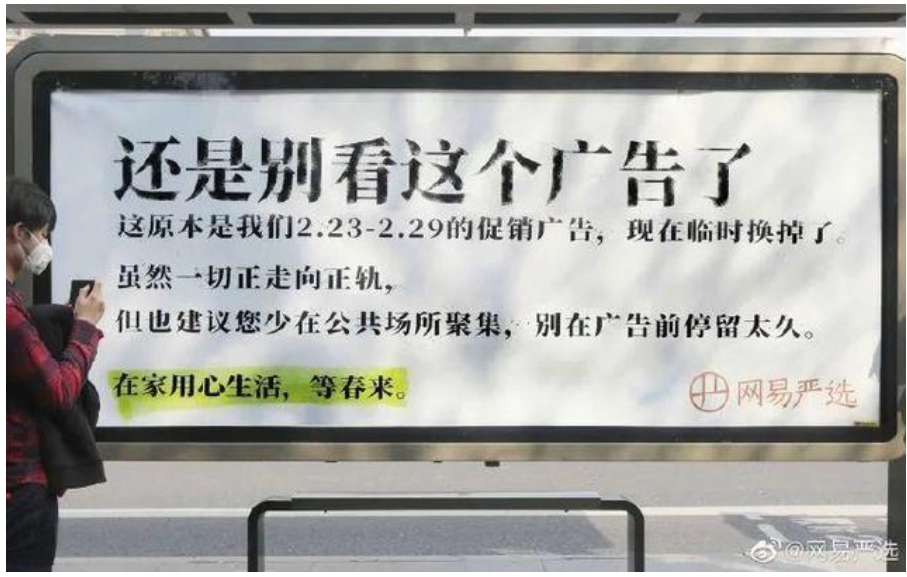 还是别看这个广告了
这原本是我们2.23-2.29的促销广告，现在临时换掉了。
虽然一切正走向正轨，
但也建议您少在公共场所聚集，别在广告前停留太久。
在家用心生活，等春来。
网易严选
@网易严选